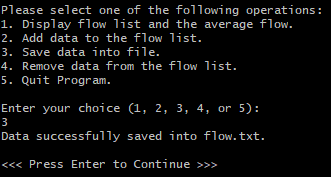 Please select one of the following operations:
1. Display flow list and the average flow.
2. Add data to the flow list.
3. Save data into file.
4. Remove data from the flow list.
5. Quit Program.
Enter your choice (1, 2, 3, 4, or 5):
3
Data successfully saved into flow.txt.
<<< Press Enter to Continue >>>